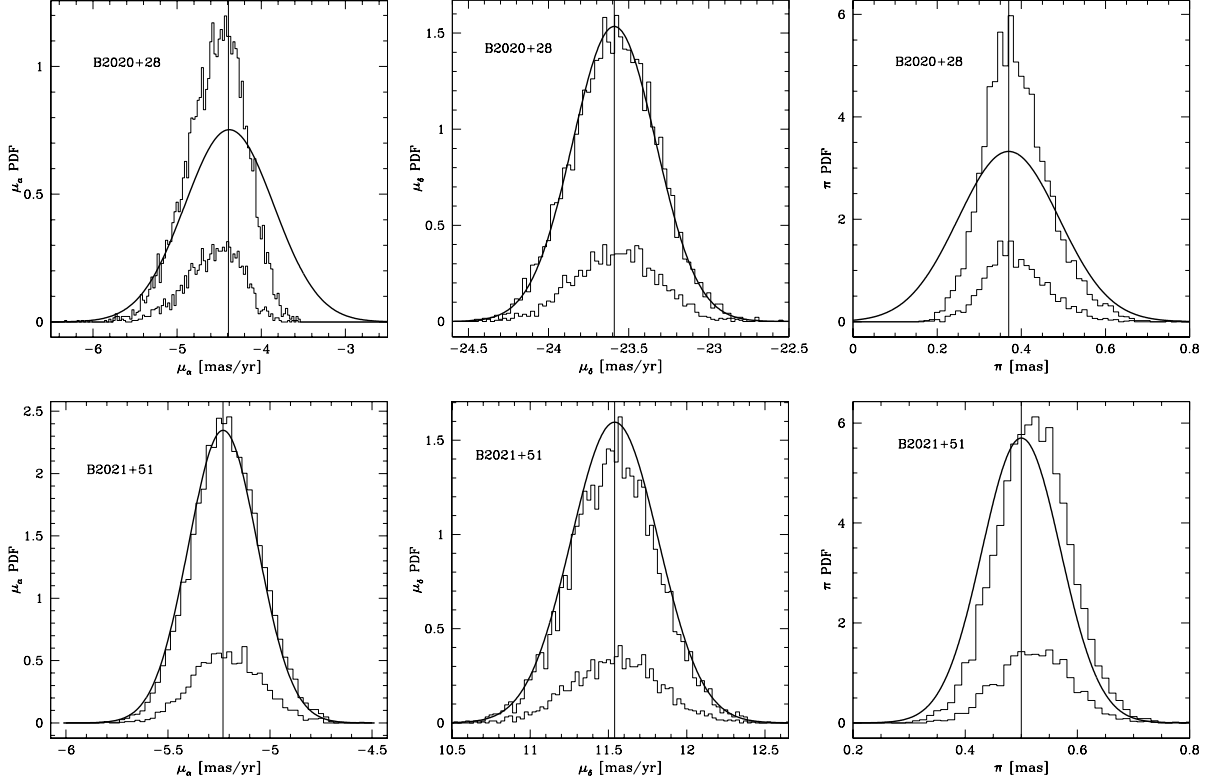 B2020+28
μα PDF
0 0.5 1
−6 −5 −4 −3
μα [mas/yr]
B2020+28
μδ PDF
0 0.5 1 1.5
−24.5 −24 −23.5 −23 −22.5
μδ [mas/yr]
B2020+28
π PDF
0 2 4 6
0 0.2 0.4 0.6 0.8
π [mas]
B2021+51
μα PDF
0 0.5 1 1.5 2 2.5
−6 −5.5 −5 −4.5
μα [mas/yr]
B2021+51
μδ PDF
0 0.5 1 1.5
10.5 11 11.5 12 12.5
μδ [mas/yr]
B2021+51
π PDF
0 2 4 6
0.2 0.4 0.6 0.8
π [mas]